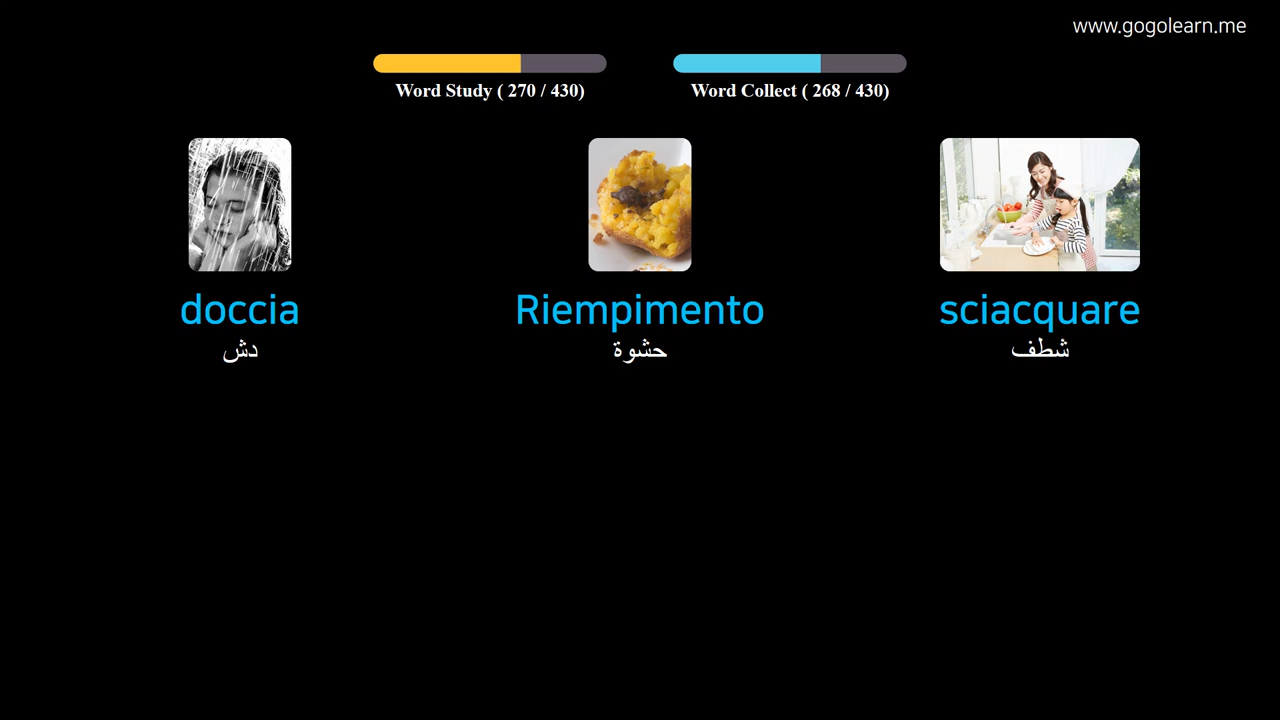 www.gogolearn.me
Word Study ( 270 / 430)
Word Collect ( 268 / 430)
doccia
دش
Riempimento
حشوة
sciacquare
شطف